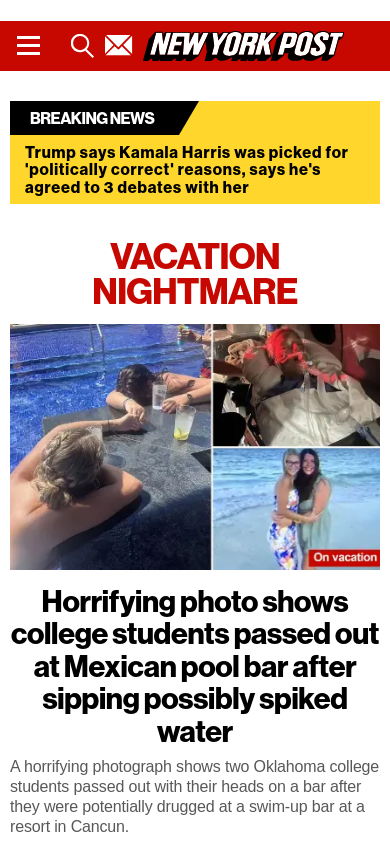 NEW YORK POST
BREAKING NEWS
Trump says Kamala Harris was picked for
'politically correct' reasons, says he's
agreed to 3 debates with her
VACATION
NIGHTMARE
On vacation
Horrifying photo shows
college students passed out
at Mexican pool bar after
sipping possibly spiked
water
A horrifying photograph shows two Oklahoma college
students passed out with their heads on a bar after
they were potentially drugged at a swim-up bar at a
resort in Cancun.